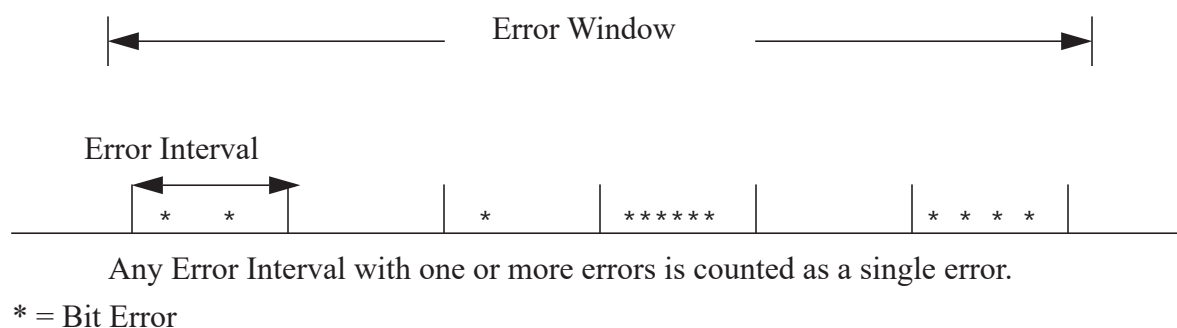 Error Window
Error Interval
* * * ****** * * * *
Any Error Interval with one or more errors is counted as a single error.
* = Bit Error